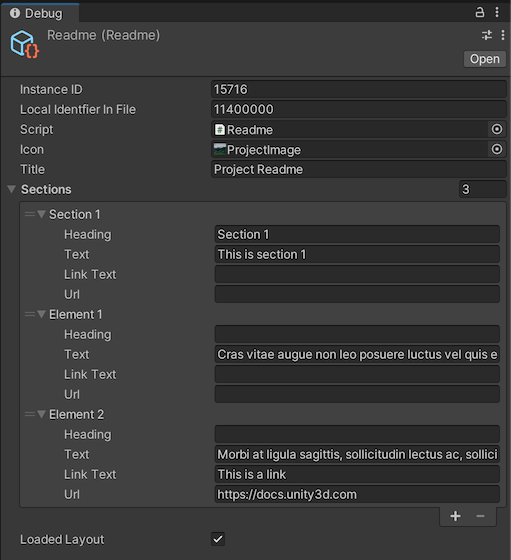 Debug
Readme (Readme)
Open
Instance ID 15716
Local Identfier In File 11400000
Script Readme
Icon ProjectImage
Title Project Readme
Sections 3
Section 1
Heading Section 1
Text This is section 1
Link Text
Url
Element 1
Heading
Text Cras vitae augue non leo posuere luctus vel quis e
Link Text
Url
Element 2
Heading
Text Morbi at ligula sagittis, sollicitudin lectus ac, sollici
Link Text This is a link
Url https://docs.unity3d.com
Loaded Layout